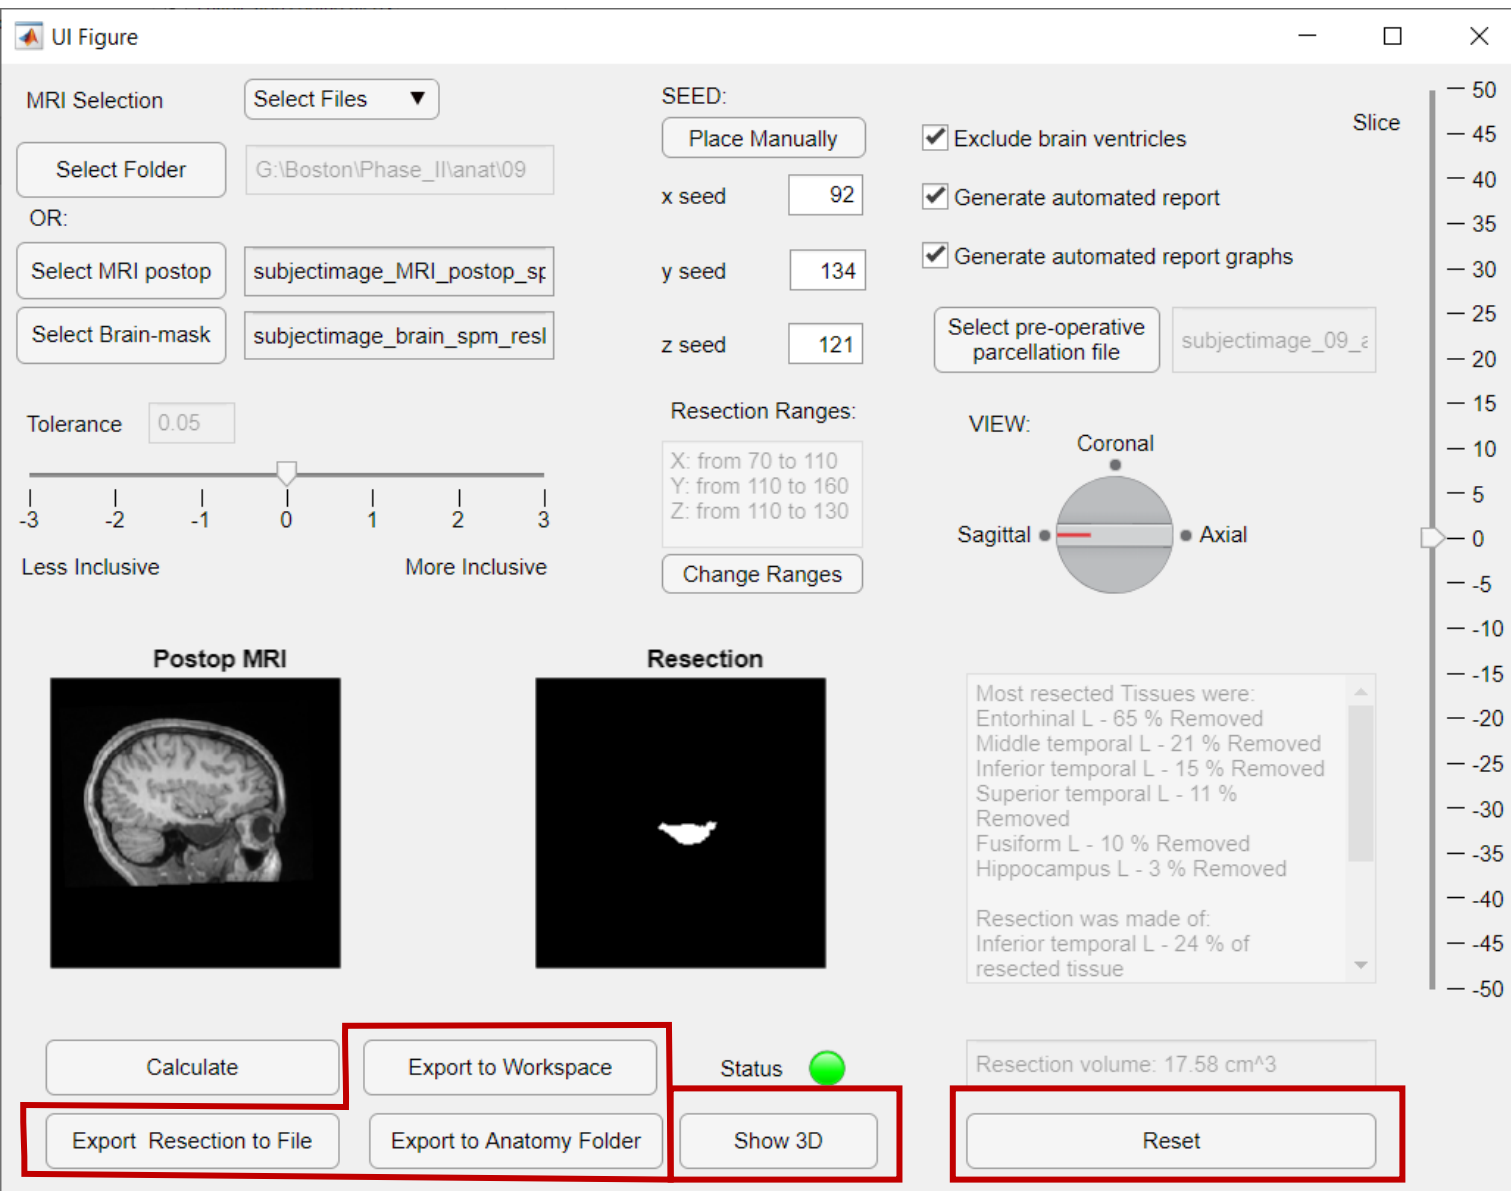 UI Figure
MRI Selection
Select Files
Select Folder
G:\Boston\Phase_II\anat\09
OR:
Select MRI postop
subjectimage_MRI_postop_sp
Select Brain-mask
subjectimage_brain_spm_resl
Tolerance
0.05
-3 -2 -1 0 1 2 3
Less Inclusive
More Inclusive
SEED:
Place Manually
x seed
92
y seed
134
z seed
121
Resection Ranges:
X: from 70 to 110
Y: from 110 to 160
Z: from 110 to 130
Change Ranges
Exclude brain ventricles
Generate automated report
Generate automated report graphs
Select pre-operative
parcellation file
subjectimage_09_a
VIEW:
Coronal
Sagittal
Axial
Slice
50
45
40
35
30
25
20
15
10
5
0
-5
-10
-15
-20
-25
-30
-35
-40
-45
-50
Postop MRI
Resection
Most resected Tissues were:
Entorhinal L - 65 % Removed
Middle temporal L - 21 % Removed
Inferior temporal L - 15 % Removed
Superior temporal L - 11 %
Removed
Fusiform L - 10 % Removed
Hippocampus L - 3 % Removed
Resection was made of:
Inferior temporal L - 24 % of
resected tissue
Calculate
Export to Workspace
Status
Resection volume: 17.58 cm^3
Export  Resection to File
Export to Anatomy Folder
Show 3D
Reset